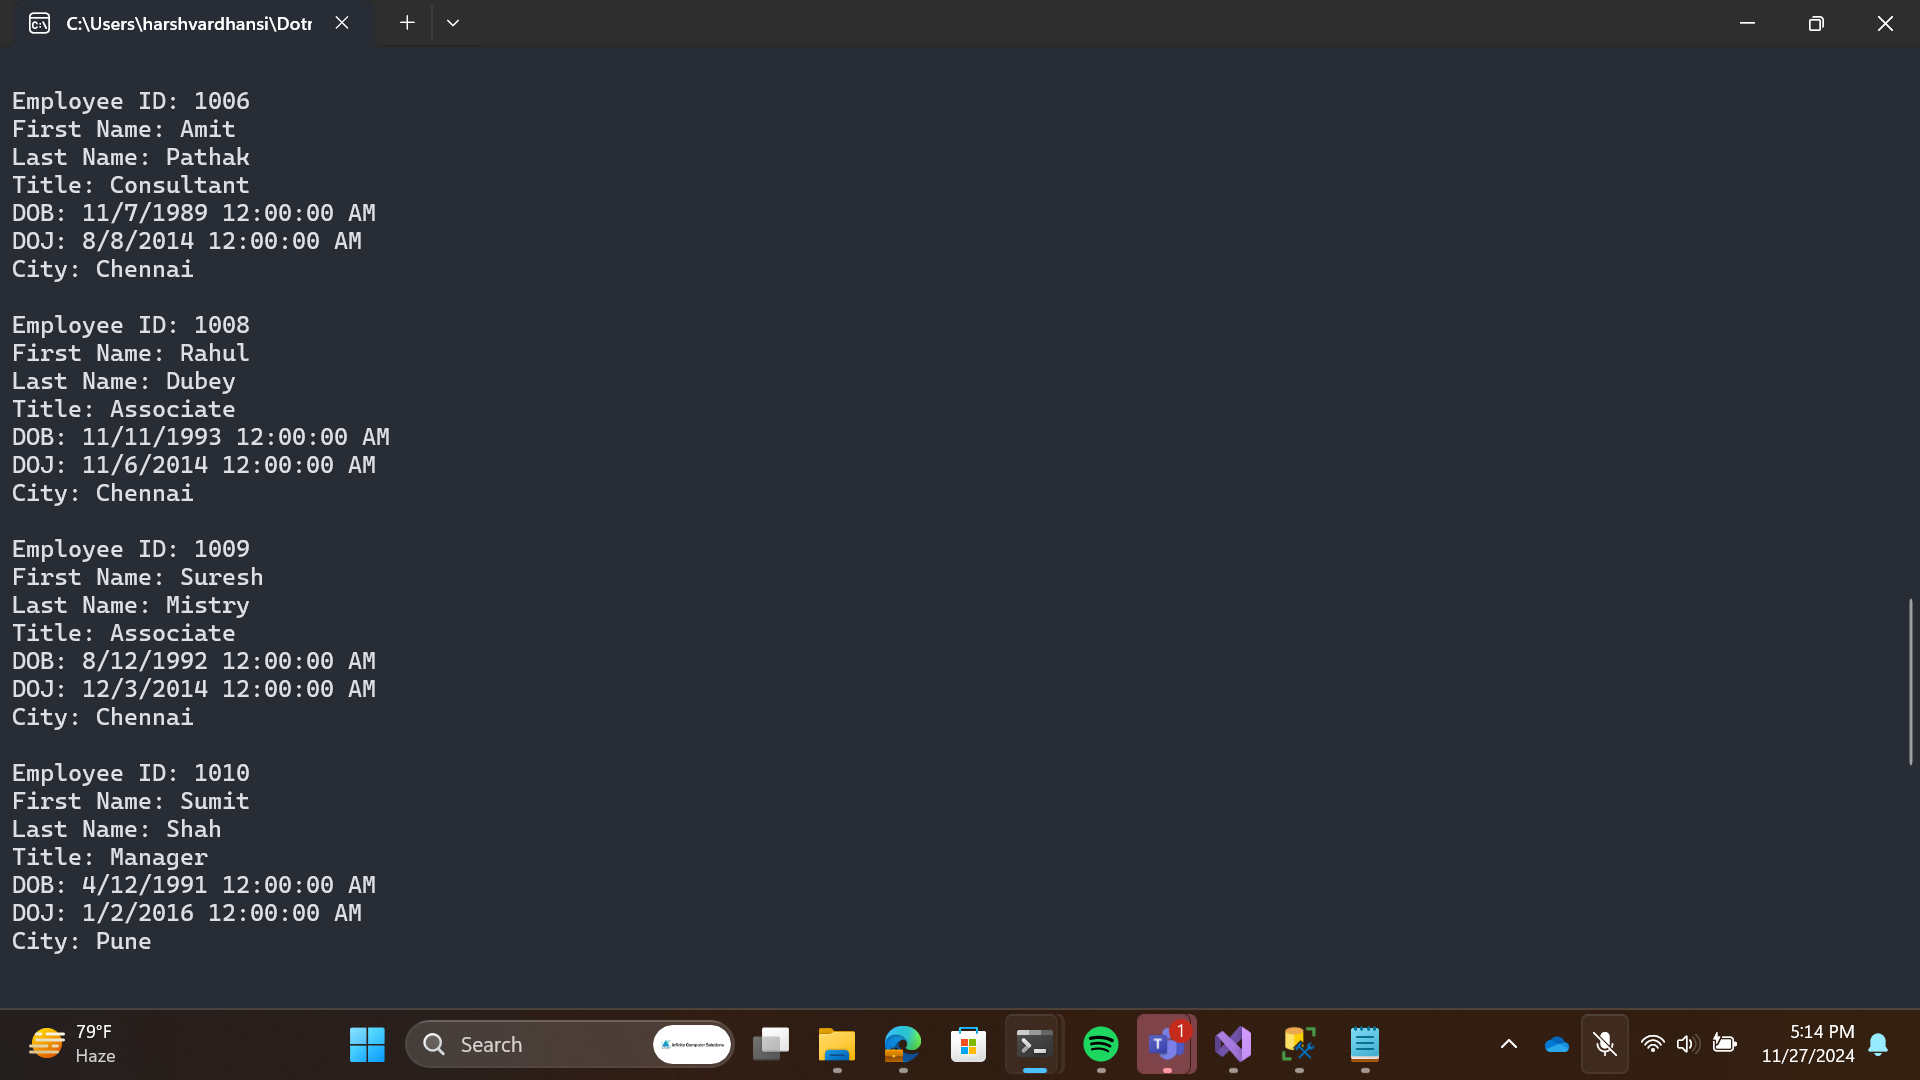 C:\Users\harshvardhansi\Dotr
Employee ID: 1006
First Name: Amit
Last Name: Pathak
Title: Consultant
DOB: 11/7/1989 12:00:00 AM
DOJ: 8/8/2014 12:00:00 AM
City: Chennai
Employee ID: 1008
First Name: Rahul
Last Name: Dubey
Title: Associate
DOB: 11/11/1993 12:00:00 AM
DOJ: 11/6/2014 12:00:00 AM
City: Chennai
Employee ID: 1009
First Name: Suresh
Last Name: Mistry
Title: Associate
DOB: 8/12/1992 12:00:00 AM
DOJ: 12/3/2014 12:00:00 AM
City: Chennai
Employee ID: 1010
First Name: Sumit
Last Name: Shah
Title: Manager
DOB: 4/12/1991 12:00:00 AM
DOJ: 1/2/2016 12:00:00 AM
City: Pune
79°F
Haze
Search
Infinite Computer Solutions
1
5:14 PM
11/27/2024